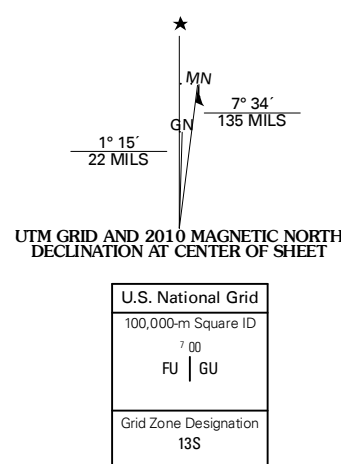 ★
MN
7° 34´
135 MILS
GN
1° 15´
22 MILS
UTM GRID AND 2010 MAGNETIC NORTH
DECLINATION AT CENTER OF SHEET
U.S. National Grid
100,000-m Square ID
7 00
FU | GU
Grid Zone Designation
13S